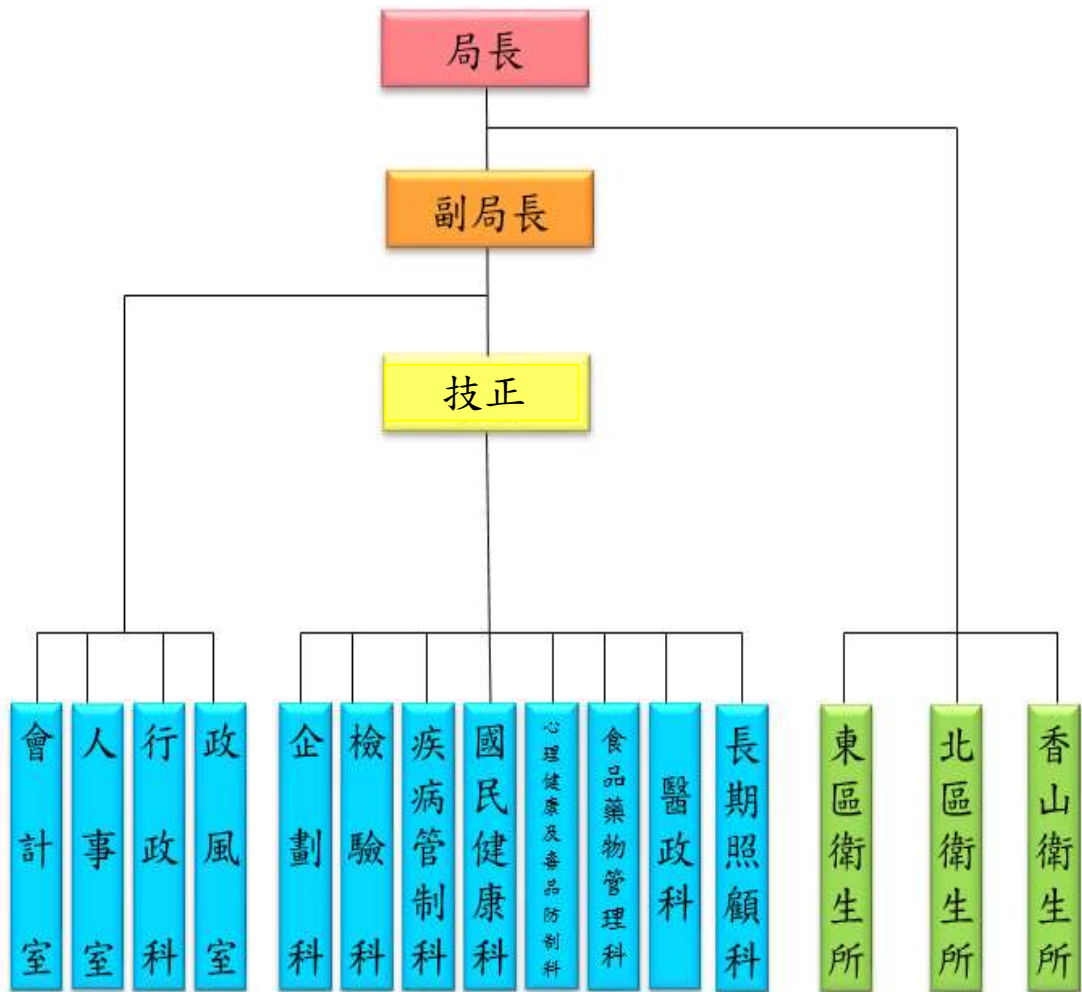 局長
副局長
技正
會計室
人事室
行政科
政風室
企劃科
檢驗科
疾病管制科
國民健康科
心理健康及毒品防制科
食品藥物管理科
醫政科
長期照顧科
東區衛生所
北區衛生所
香山衛生所